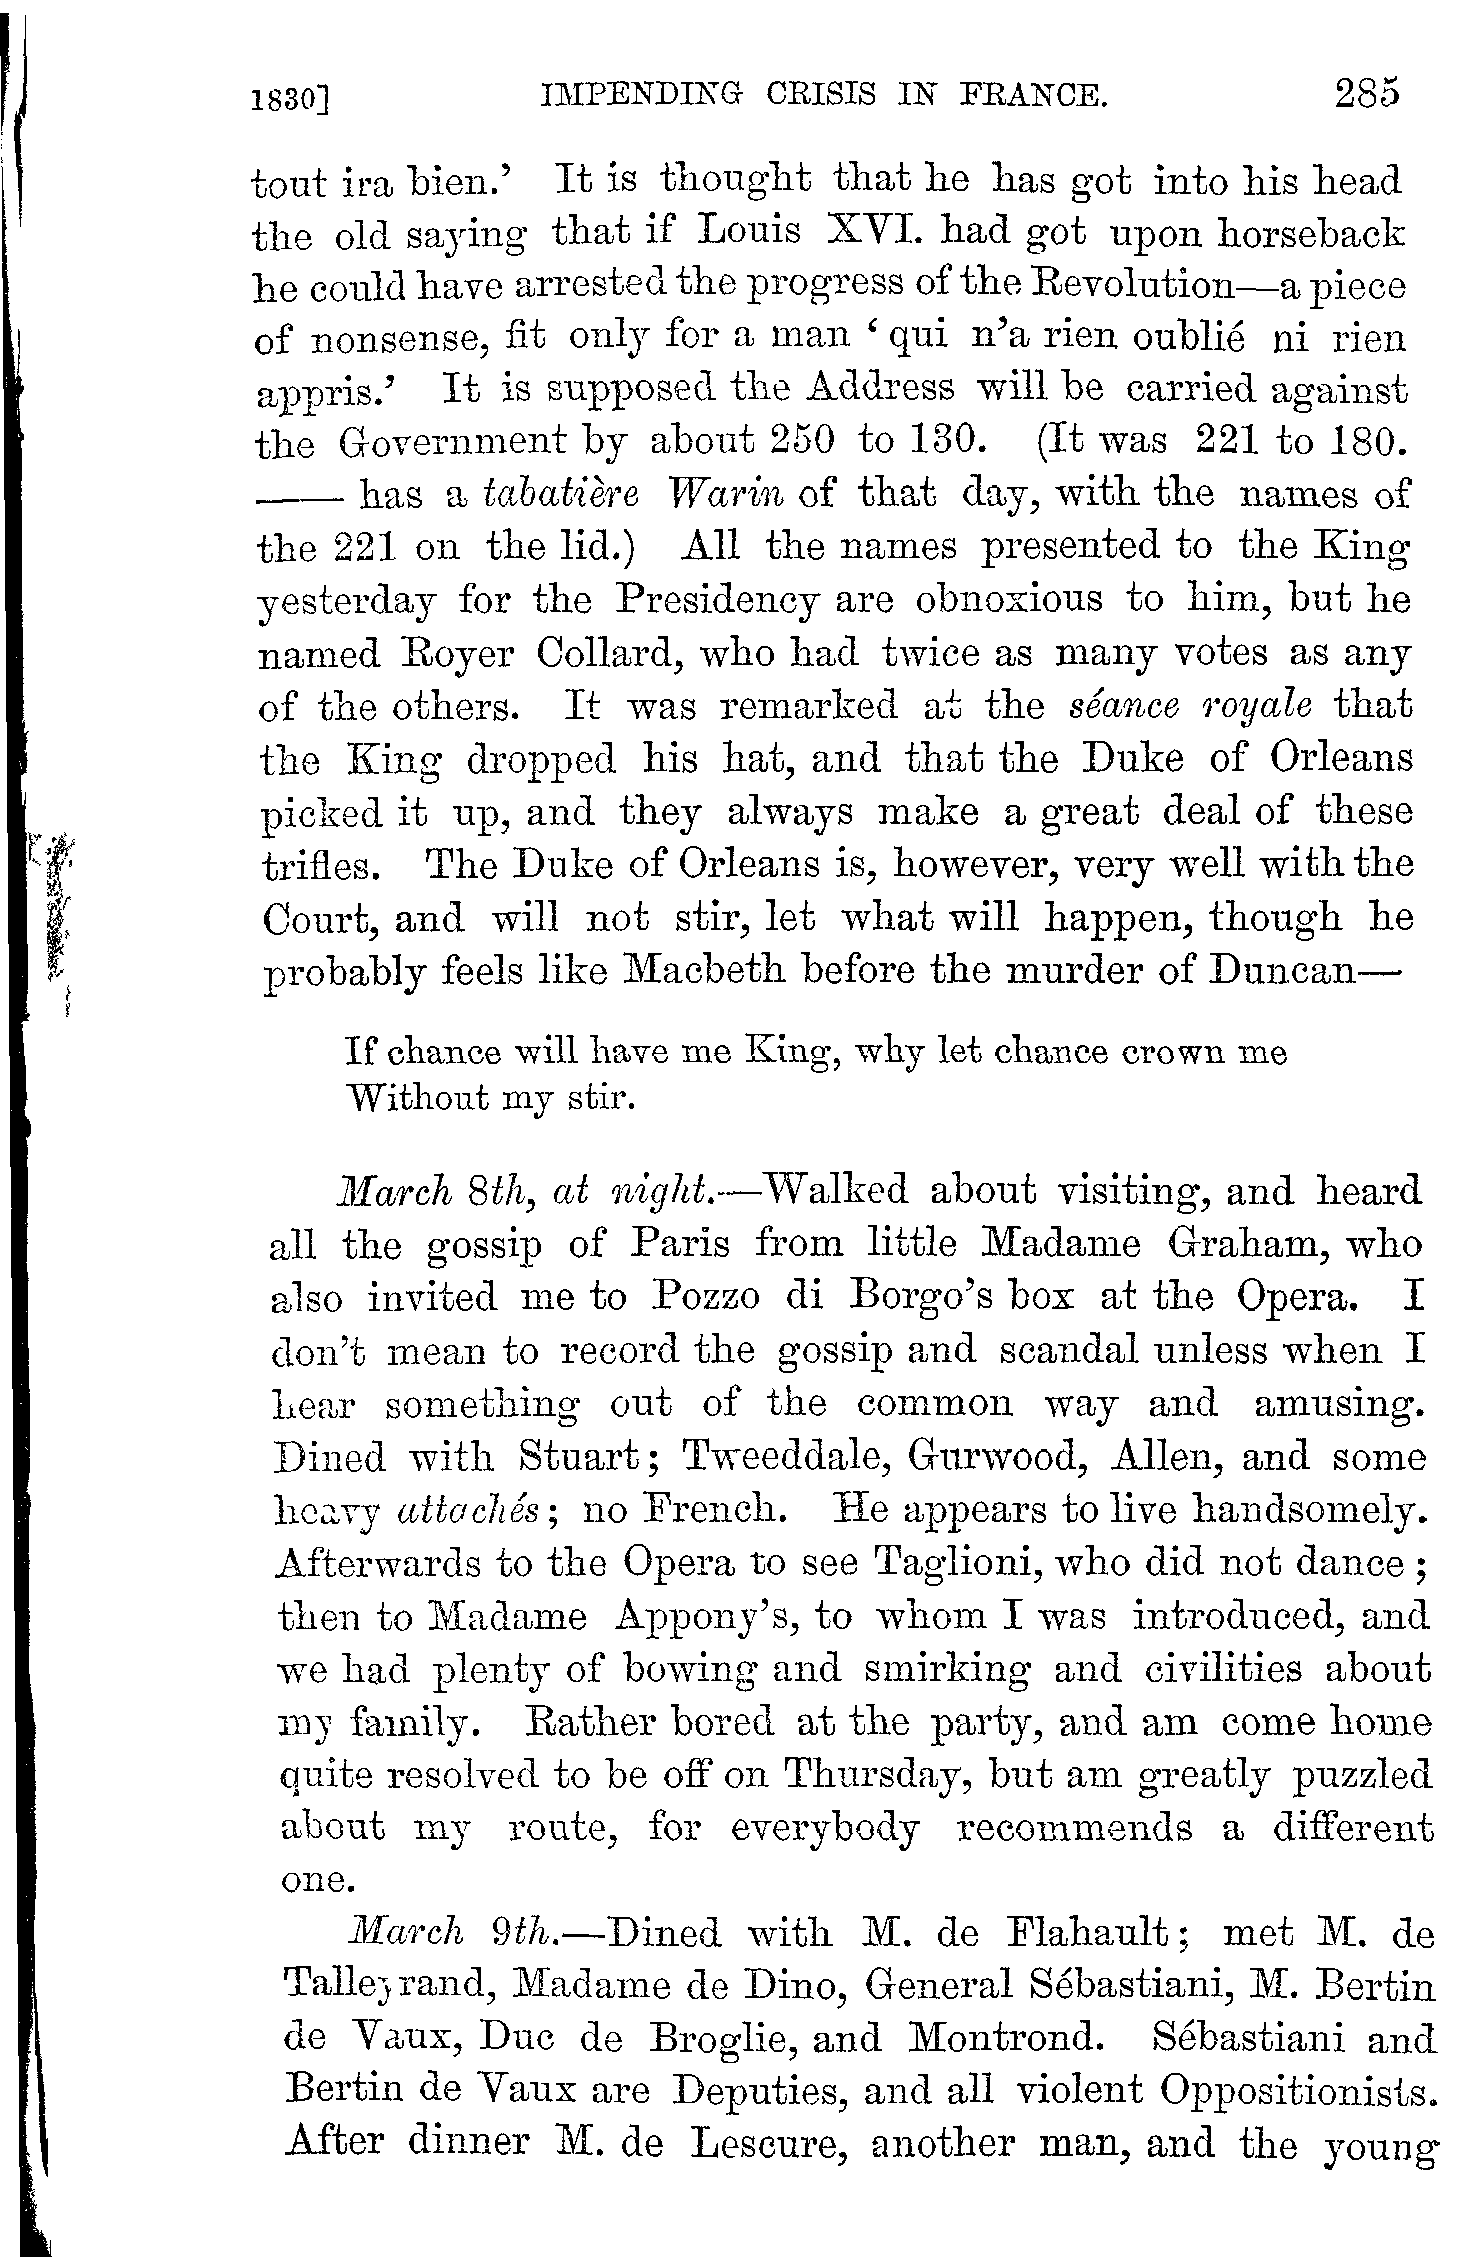 1830] IMPENDING CRISIS IN FRANCE. 285
tout ira bien.’ It is thought that he has got into his head
the old saying that if Louis XVI. had got upon horseback
he could have arrested the progress of the Revolution—a piece
of nonsense, fit only for a man ‘ qui n’a rien oublié ni rien
appris.’ It is supposed the Address will be carried against
the Government by about 250 to 130. (It was 221 to 180.
—— has a tabatière Warin of that day, with the names of
the 221 on the lid.) All the names presented to the King
yesterday for the Presidency are obnoxious to him, but he
named Royer Collard, who had twice as many votes as any
of the others. It was remarked at the séance royale that
the King dropped his hat, and that the Duke of Orleans
picked it up, and they always make a great deal of these
trifles. The Duke of Orleans is, however, very well with the
Court, and will not stir, let what will happen, though he
probably feels like Macbeth before the murder of Duncan—
If chance will have me King, why let chance crown me
Without my stir.
March 8th, at night.—Walked about visiting, and heard
all the gossip of Paris from little Madame Graham, who
also invited me to Pozzo di Borgo’s box at the Opera. I
don’t mean to record the gossip and scandal unless when I
hear something out of the common way and amusing.
Dined with Stuart; Tweeddale, Gurwood, Allen, and some
heavy attachés; no French. He appears to live handsomely.
Afterwards to the Opera to see Taglioni, who did not dance;
then to Madame Appony’s, to whom I was introduced, and
we had plenty of bowing and smirking and civilities about
my family. Rather bored at the party, and am come home
quite resolved to be off on Thursday, but am greatly puzzled
about my route, for everybody recommends a different
one.
March 9th.—Dined with M. de Flahault; met M. de
Talleyrand, Madame de Dino, General Sébastiani, M. Bertin
de Vaux, Duc de Broglie, and Montrond. Sébastiani and
Bertin de Vaux are Deputies, and all violent Oppositionists.
After dinner M. de Lescure, another man, and the young